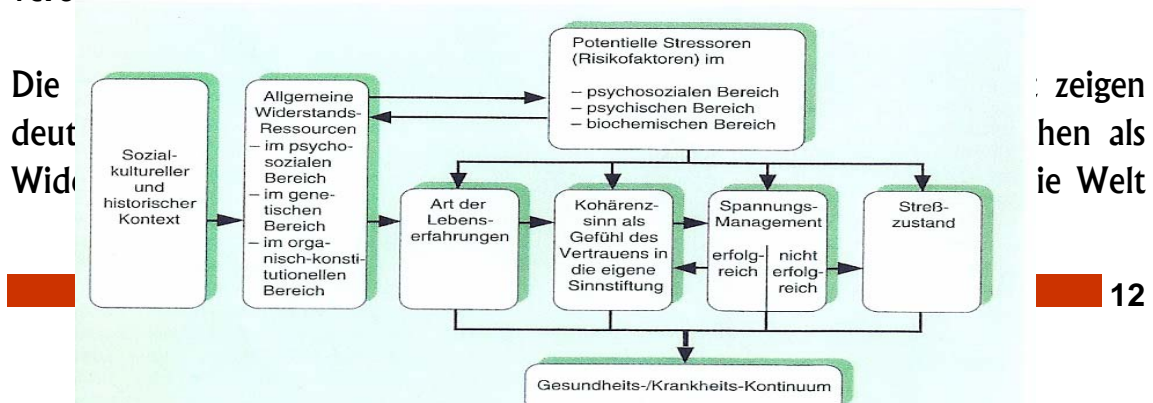 Die
deut
Wide
zeigen
hen als
ie Welt
12
Sozial-
kultureller
und
historischer
Kontext
Allgemeine
Widerstands-
Ressourcen
– im psycho-
sozialen
Bereich
– im gene-
tischen
Bereich
– im orga-
nisch-konsti-
tutionellen
Bereich
Potentielle Stressoren
(Risikofaktoren) im
– psychosozialen Bereich
– psychischen Bereich
– biochemischen Bereich
Art der
Lebens-
erfahrungen
Kohärenz-
sinn als
Gefühl des
Vertrauens in
die eigene
Sinnstiftung
Spannungs-
Management
erfolg-
reich
nicht
erfolg-
reich
Streß-
zustand
Gesundheits-/Krankheits-Kontinuum